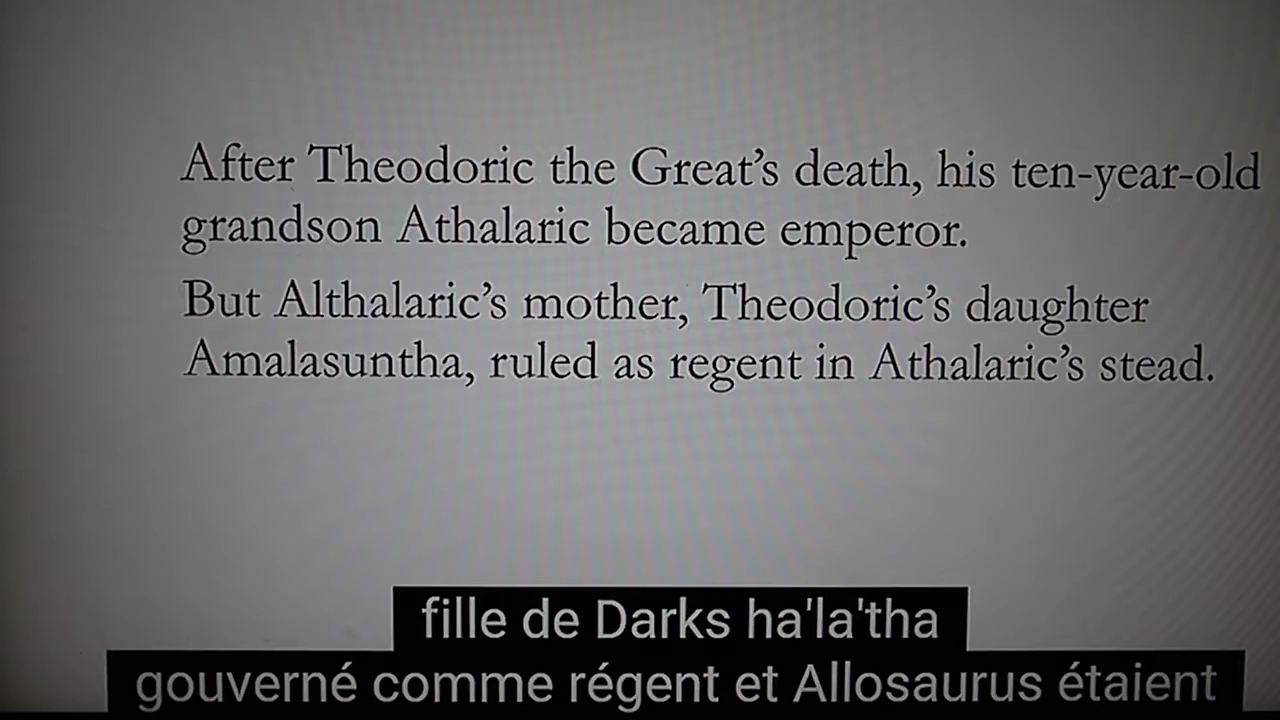 After Theodoric the Great's death, his ten-year-old
grandson Athalaric became emperor.
But Althalaric's mother, Theodoric's daughter
Amalasuntha, ruled as regent in Athalaric's stead.
fille de Darks ha'la'tha
gouverné comme régent et Allosaurus étaient